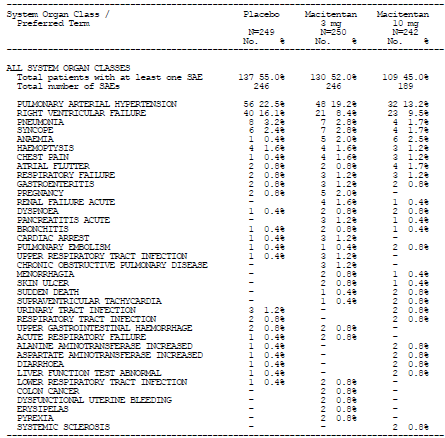 System Organ Class / Placebo Macitentan Macitentan
Preferred Term 3 mg 10 mg
N=249 N=250 N=242
No. % No. % No. %
ALL SYSTEM ORGAN CLASSES
Total patients with at least one SAE 137 55.0% 130 52.0% 109 45.0%
Total number of SAEs 246 246 189
PULMONARY ARTERIAL HYPERTENSION 56 22.5% 48 19.2% 32 13.2%
RIGHT VENTRICULAR FAILURE 40 16.1% 21 8.4% 23 9.5%
PNEUMONIA 8 3.2% 7 2.8% 4 1.7%
SYNCOPE 6 2.4% 7 2.8% 4 1.7%
ANAEMIA 1 0.4% 5 2.0% 6 2.5%
HAEMOPTYSIS 4 1.6% 4 1.6% 3 1.2%
CHEST PAIN 1 0.4% 4 1.6% 3 1.2%
ATRIAL FLUTTER 2 0.8% 2 0.8% 4 1.7%
RESPIRATORY FAILURE 2 0.8% 3 1.2% 3 1.2%
GASTROENTERITIS 2 0.8% 3 1.2% 2 0.8%
PREGNANCY 2 0.8% 5 2.0% -
RENAL FAILURE ACUTE - 4 1.6% 1 0.4%
DYSPNOEA 1 0.4% 2 0.8% 2 0.8%
PANCREATITIS ACUTE - 3 1.2% 1 0.4%
BRONCHITIS 1 0.4% 2 0.8% 1 0.4%
CARDIAC ARREST 1 0.4% 3 1.2% -
PULMONARY EMBOLISM 1 0.4% 1 0.4% 2 0.8%
UPPER RESPIRATORY TRACT INFECTION 1 0.4% 3 1.2% -
CHRONIC OBSTRUCTIVE PULMONARY DISEASE - 3 1.2% -
MENORRHAGIA - 2 0.8% 1 0.4%
SKIN ULCER - 2 0.8% 1 0.4%
SUDDEN DEATH - 1 0.4% 2 0.8%
SUPRAVENTRICULAR TACHYCARDIA - 1 0.4% 2 0.8%
URINARY TRACT INFECTION 3 1.2% - 2 0.8%
RESPIRATORY TRACT INFECTION 2 0.8% - 2 0.8%
UPPER GASTROINTESTINAL HAEMORRHAGE 2 0.8% 2 0.8% -
ACUTE RESPIRATORY FAILURE 1 0.4% 2 0.8% -
ALANINE AMINOTRANSFERASE INCREASED 1 0.4% - 2 0.8%
ASPARTATE AMINOTRANSFERASE INCREASED 1 0.4% - 2 0.8%
DIARRHOEA 1 0.4% - 2 0.8%
LIVER FUNCTION TEST ABNORMAL 1 0.4% - 2 0.8%
LOWER RESPIRATORY TRACT INFECTION 1 0.4% 2 0.8% -
COLON CANCER - 2 0.8% -
DYSFUNCTIONAL UTERINE BLEEDING - 2 0.8% -
ERYSIPELAS - 2 0.8% -
PYREXIA - 2 0.8% -
SYSTEMIC SCLEROSIS - - 2 0.8%